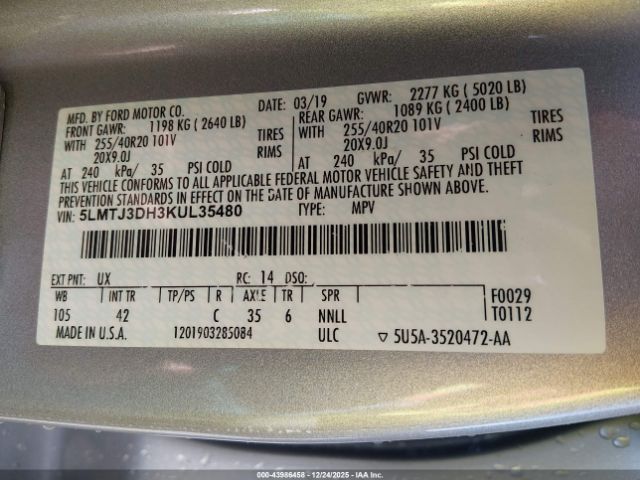 MFD. BY FORD MOTOR CO. DATE: 03/19 GVWR: 2277 KG ( 5020 LB)
FRONT GAWR: 1198 KG ( 2640 LB) REAR GAWR: 1089 KG ( 2400 LB)
WITH 255/40R20 101V TIRES WITH 255/40R20 101V TIRES
20X9.0J RIMS 20X9.0J RIMS
AT 240 kPa/ 35 PSI COLD AT 240 kPa/ 35 PSI COLD
THIS VEHICLE CONFORMS TO ALL APPLICABLE FEDERAL MOTOR VEHICLE SAFETY AND THEFT
PREVENTION STANDARDS IN EFFECT ON THE DATE OF MANUFACTURE SHOWN ABOVE.
VIN: 5LMTJ3DH3KUL35480 TYPE: MPV
EXT PNT: UX RC: 14 DSO:
WB INT TR TP/PS R AXLE TR SPR F0029
105 42 C 35 6 NNLL T0112
MADE IN U.S.A. 1201903285084 ULC ▽ 5U5A-3520472-AA
000-43986458 - 12/24/2025 - IAA, Inc.